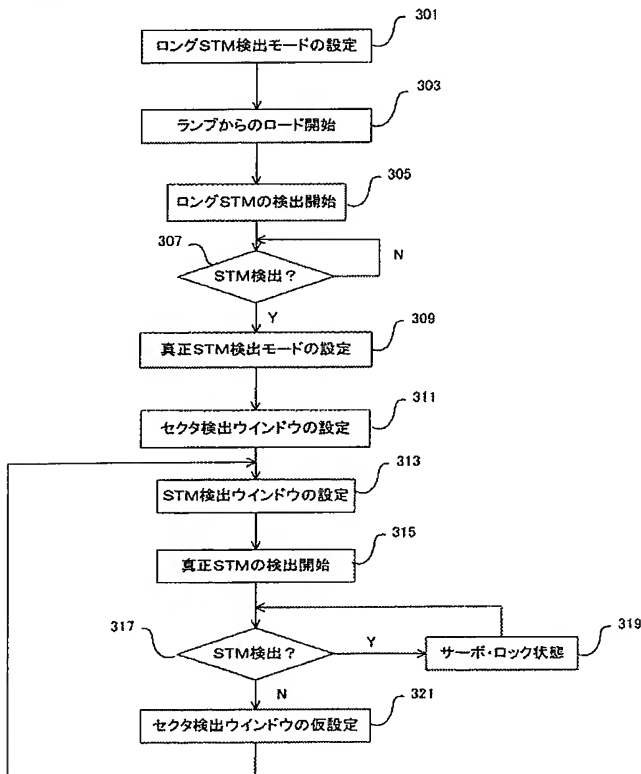 ロングSTM検出モードの設定
301
ランプからのロード開始
303
ロングSTMの検出開始
305
307
STM検出？
N
Y
真正STM検出モードの設定
309
セクタ検出ウインドウの設定
311
STM検出ウインドウの設定
313
真正STMの検出開始
315
317
STM検出？
Y
サーボ・ロック状態
319
N
セクタ検出ウインドウの仮設定
321